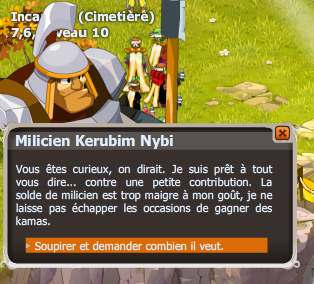 Inca (Cimetière)
7,6, veau 10
Milicien Kerubim Nybi
Vous êtes curieux, on dirait. Je suis prêt à tout
vous dire... contre une petite contribution. La
solde de milicien est trop maigre à mon goût, je ne
laisse pas échapper les occasions de gagner des
kamas.
Soupirer et demander combien il veut.